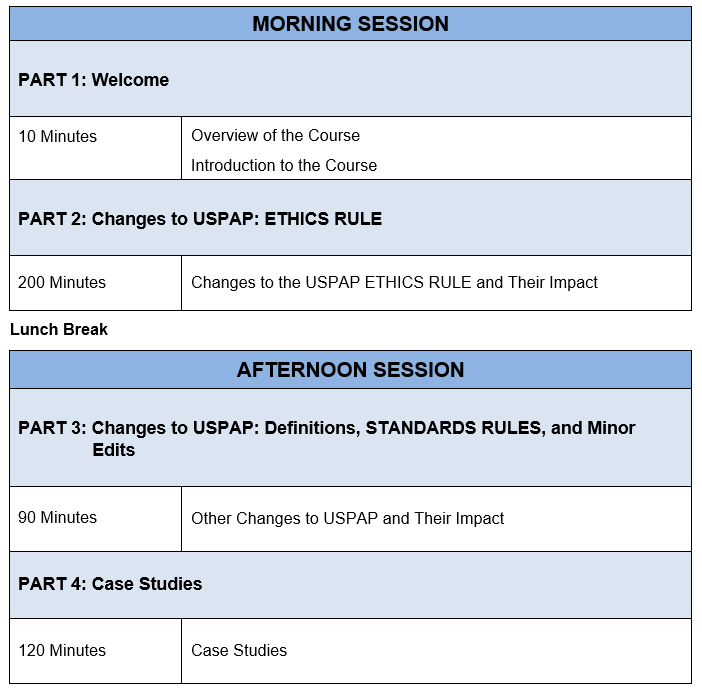 MORNING SESSION
PART 1: Welcome
10 Minutes
Overview of the Course
Introduction to the Course
PART 2: Changes to USPAP: ETHICS RULE
200 Minutes
Changes to the USPAP ETHICS RULE and Their Impact
Lunch Break
AFTERNOON SESSION
PART 3: Changes to USPAP: Definitions, STANDARDS RULES, and Minor
Edits
90 Minutes
Other Changes to USPAP and Their Impact
PART 4: Case Studies
120 Minutes
Case Studies